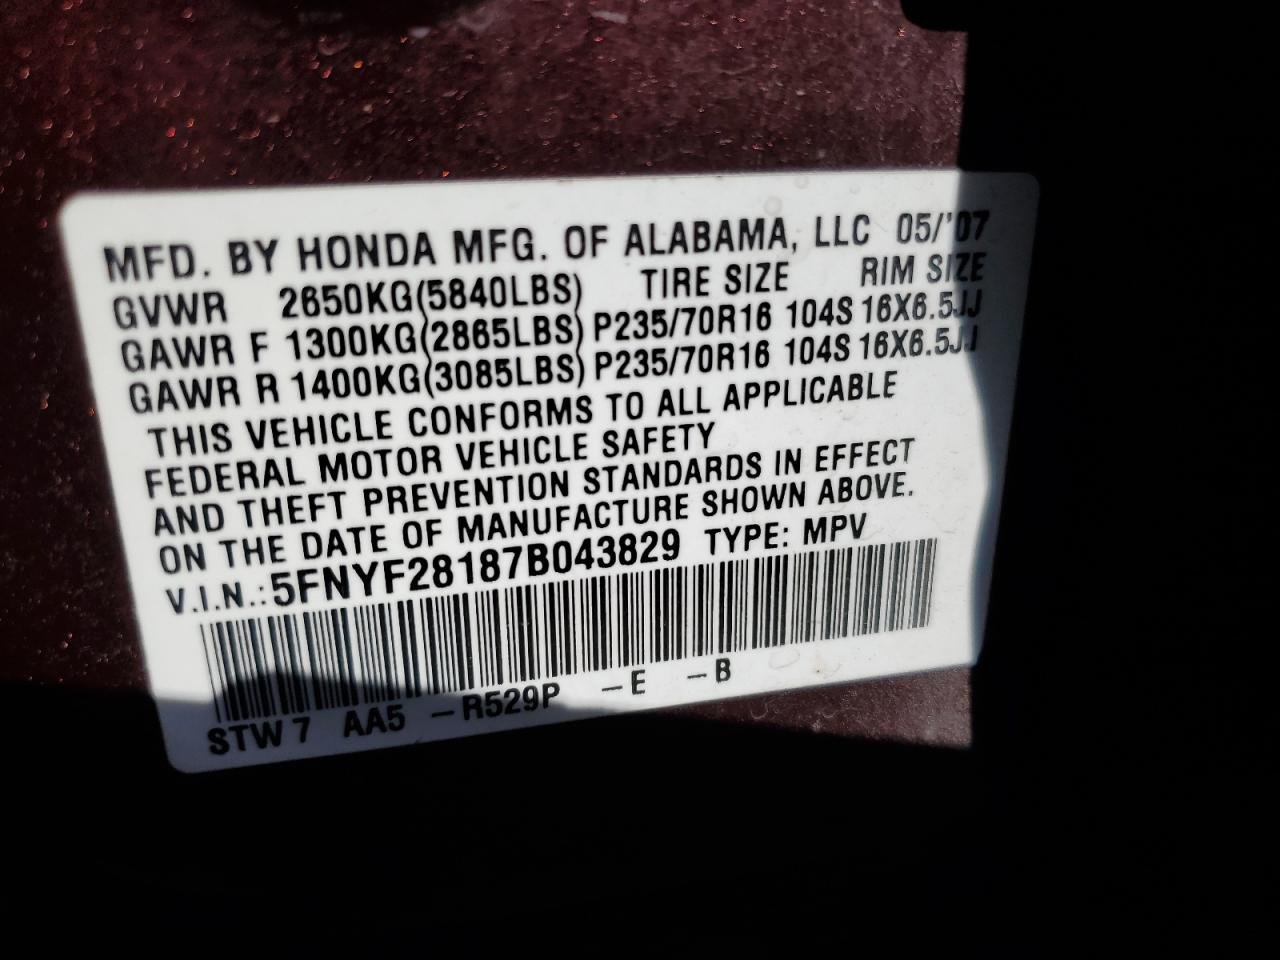 MFD. BY HONDA MFG. OF ALABAMA, LLC 05/'07
GVWR 2650KG(5840LBS) TIRE SIZE RIM SIZE
GAWR F 1300KG(2865LBS) P235/70R16 104S 16X6.5JJ
GAWR R 1400KG(3085LBS) P235/70R16 104S 16X6.5JJ
THIS VEHICLE CONFORMS TO ALL APPLICABLE
FEDERAL MOTOR VEHICLE SAFETY
AND THEFT PREVENTION STANDARDS IN EFFECT
ON THE DATE OF MANUFACTURE SHOWN ABOVE.
V.I.N.: 5FNYF28187B043829 TYPE: MPV
STW7 AA5 -R529P -E -B